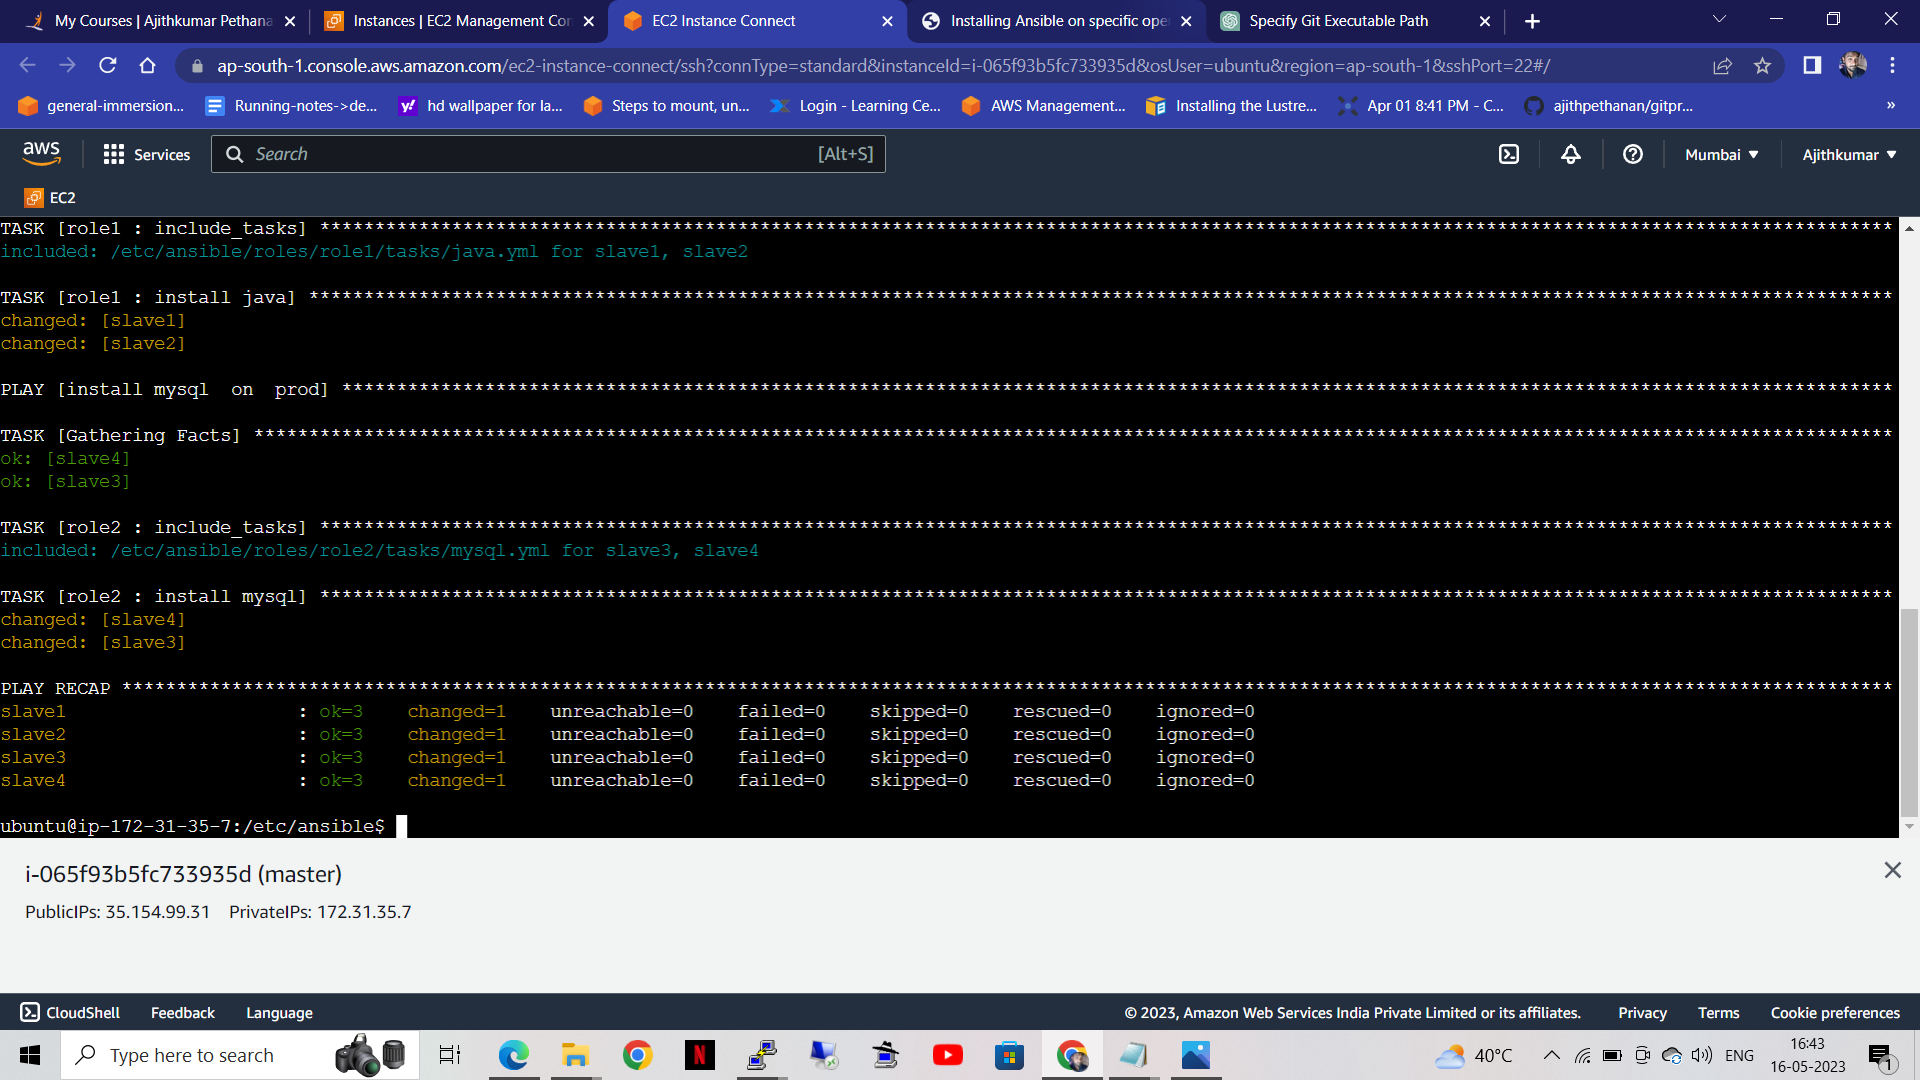 My Courses | Ajithkumar Pethana
Instances | EC2 Management Con
EC2 Instance Connect
Installing Ansible on specific ope
Specify Git Executable Path
ap-south-1.console.aws.amazon.com/ec2-instance-connect/ssh?connType=standard&instanceId=i-065f93b5fc733935d&osUser=ubuntu&region=ap-south-1&sshPort=22#/
general-immersion...
Running-notes->de...
hd wallpaper for la...
Steps to mount, un...
Login - Learning Ce...
AWS Management...
Installing the Lustre...
Apr 01 8:41 PM - C...
ajithpethanan/gitpr...
»
aws
Services
Search
[Alt+S]
Mumbai ▼
Ajithkumar ▼
EC2
TASK [role1 : include_tasks] ***********************************************************************************************************************************************
included: /etc/ansible/roles/role1/tasks/java.yml for slave1, slave2
TASK [role1 : install java] ************************************************************************************************************************************************
changed: [slave1]
changed: [slave2]
PLAY [install mysql  on  prod] *********************************************************************************************************************************************
TASK [Gathering Facts] *****************************************************************************************************************************************************
ok: [slave4]
ok: [slave3]
TASK [role2 : include_tasks] ***********************************************************************************************************************************************
included: /etc/ansible/roles/role2/tasks/mysql.yml for slave3, slave4
TASK [role2 : install mysql] ***********************************************************************************************************************************************
changed: [slave4]
changed: [slave3]
PLAY RECAP *****************************************************************************************************************************************************************
slave1                     : ok=3    changed=1    unreachable=0    failed=0    skipped=0    rescued=0    ignored=0
slave2                     : ok=3    changed=1    unreachable=0    failed=0    skipped=0    rescued=0    ignored=0
slave3                     : ok=3    changed=1    unreachable=0    failed=0    skipped=0    rescued=0    ignored=0
slave4                     : ok=3    changed=1    unreachable=0    failed=0    skipped=0    rescued=0    ignored=0
ubuntu@ip-172-31-35-7:/etc/ansible$
i-065f93b5fc733935d (master)
PublicIPs: 35.154.99.31    PrivateIPs: 172.31.35.7
CloudShell
Feedback
Language
© 2023, Amazon Web Services India Private Limited or its affiliates.
Privacy
Terms
Cookie preferences
Type here to search
40°C
ENG
16:43
16-05-2023
1